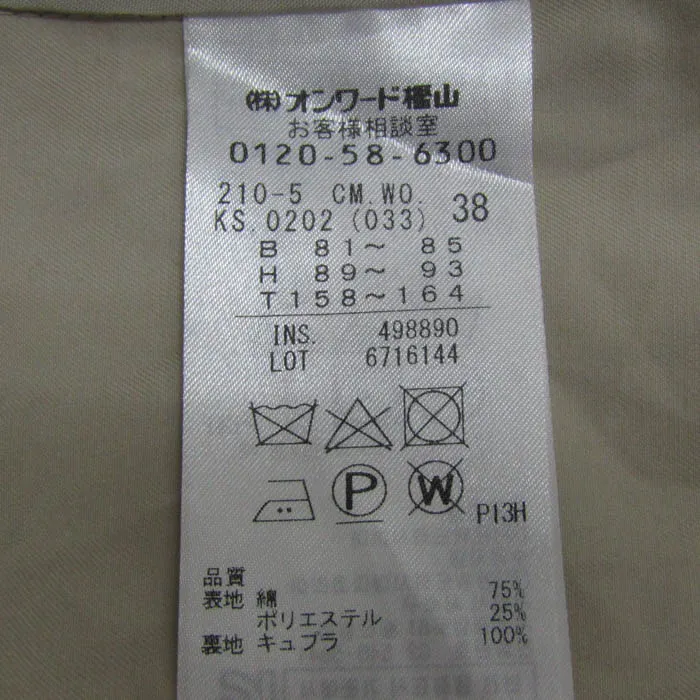 (株)オンワード樫山
お客様相談室
0120-58-6300
210-5 CM.WO.
KS.0202 (033) 38
B 81～ 85
H 89～ 93
T158～164
INS. 498890
LOT 6716144
P W
P13H
品質
表地 綿 75%
ポリエステル 25%
裏地 キュプラ 100%